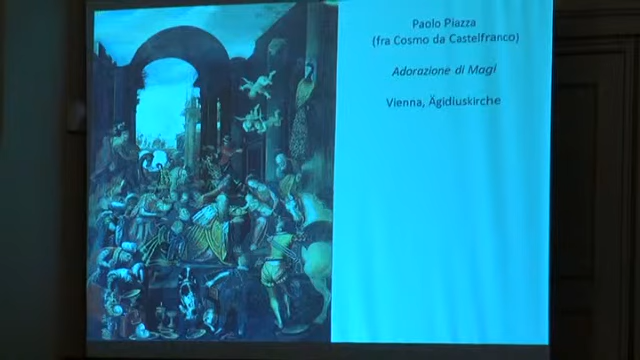 Paolo Piazza
(fra Cosmo da Castelfranco)
Adorazione di Magi
Vienna, Ägidiuskirche